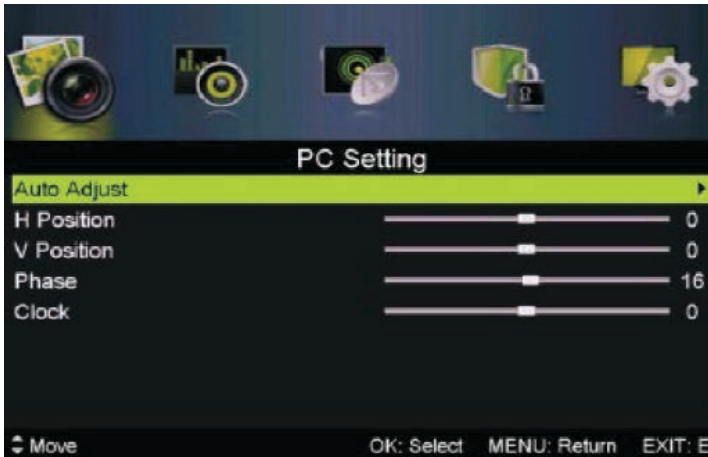 PC Setting
Auto Adjust
H Position 0
V Position 0
Phase 16
Clock 0
Move OK: Select MENU: Return EXIT: E